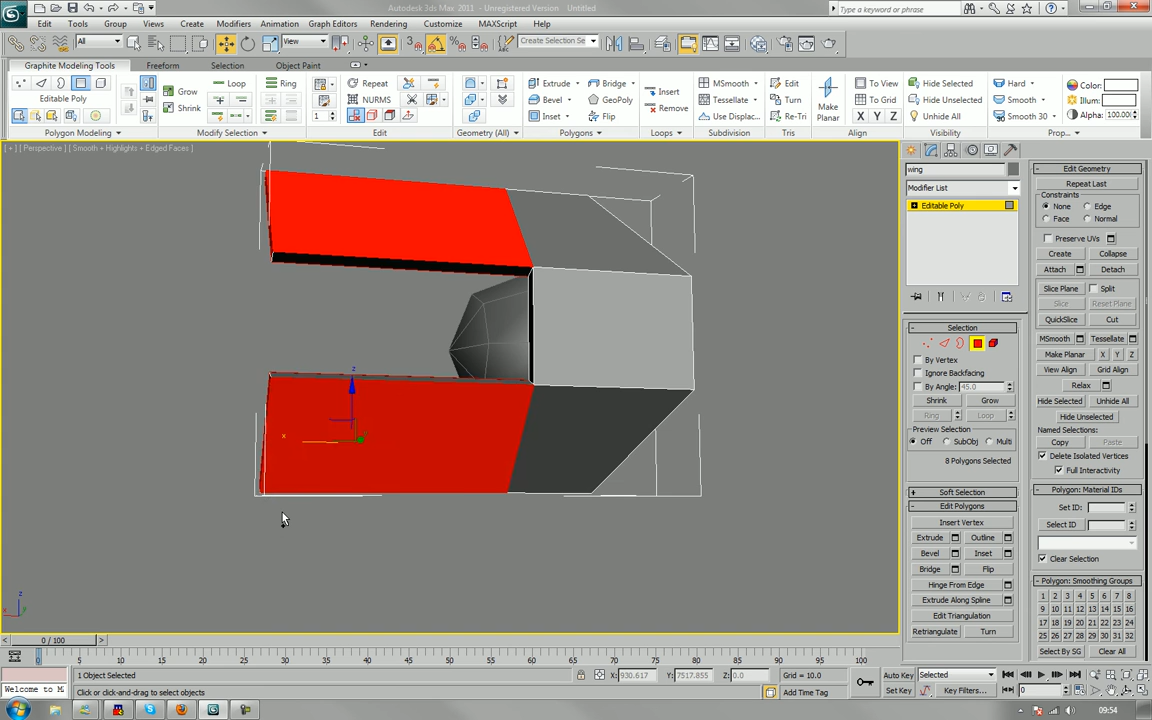 Autodesk 3ds Max 2011 - Unregistered Version   Untitled
Type a keyword or phrase
Edit Tools Group Views Create Modifiers Animation Graph Editors Rendering Customize MAXScript Help
All View Create Selection Se
Graphite Modeling Tools Freeform Selection Object Paint
Loop Ring Repeat Extrude Bridge Insert MSmooth Edit To View Hide Selected Hard Color:
Editable Poly Grow NURMS Bevel GeoPoly Remove Tessellate Turn Make Planar To Grid Hide Unselected Smooth Illum:
Shrink 1 Inset Flip Use Displac... Re-Tri X Y Z Unhide All Smooth 30 Alpha: 100.00
Polygon Modeling Modify Selection Edit Geometry (All) Polygons Loops Subdivision Tris Align Visibility Prop...
[ + ] [ Perspective ] [ Smooth + Highlights + Edged Faces ]
x
z
z
x
y
wing
Modifier List
Editable Poly
Selection
By Vertex
Ignore Backfacing
By Angle: 45.0
Shrink Grow
Ring Loop
Preview Selection
Off SubObj Multi
8 Polygons Selected
Soft Selection
Edit Polygons
Insert Vertex
Extrude Outline
Bevel Inset
Bridge Flip
Hinge From Edge
Extrude Along Spline
Edit Triangulation
Retriangulate Turn
Edit Geometry
Repeat Last
Constraints
None Edge
Face Normal
Preserve UVs
Create Collapse
Attach Detach
Slice Plane Split
Slice Reset Plane
QuickSlice Cut
MSmooth Tessellate
Make Planar X Y Z
View Align Grid Align
Relax
Hide Selected Unhide All
Hide Unselected
Named Selections:
Copy Paste
Delete Isolated Vertices
Full Interactivity
Polygon: Material IDs
Set ID:
Select ID
Clear Selection
Polygon: Smoothing Groups
1 2 3 4 5 6 7 8
9 10 11 12 13 14 15 16
17 18 19 20 21 22 23 24
25 26 27 28 29 30 31 32
Select By SG Clear All
0 / 100
0 5 10 15 20 25 30 35 40 45 50 55 60 65 70 75 80 85 90 95 100
1 Object Selected X: 930.617 Y: 7517.855 Z: 0.0 Grid = 10.0 Auto Key Selected
Welcome to M Click or click-and-drag to select objects Add Time Tag Set Key Key Filters... 0
09:54